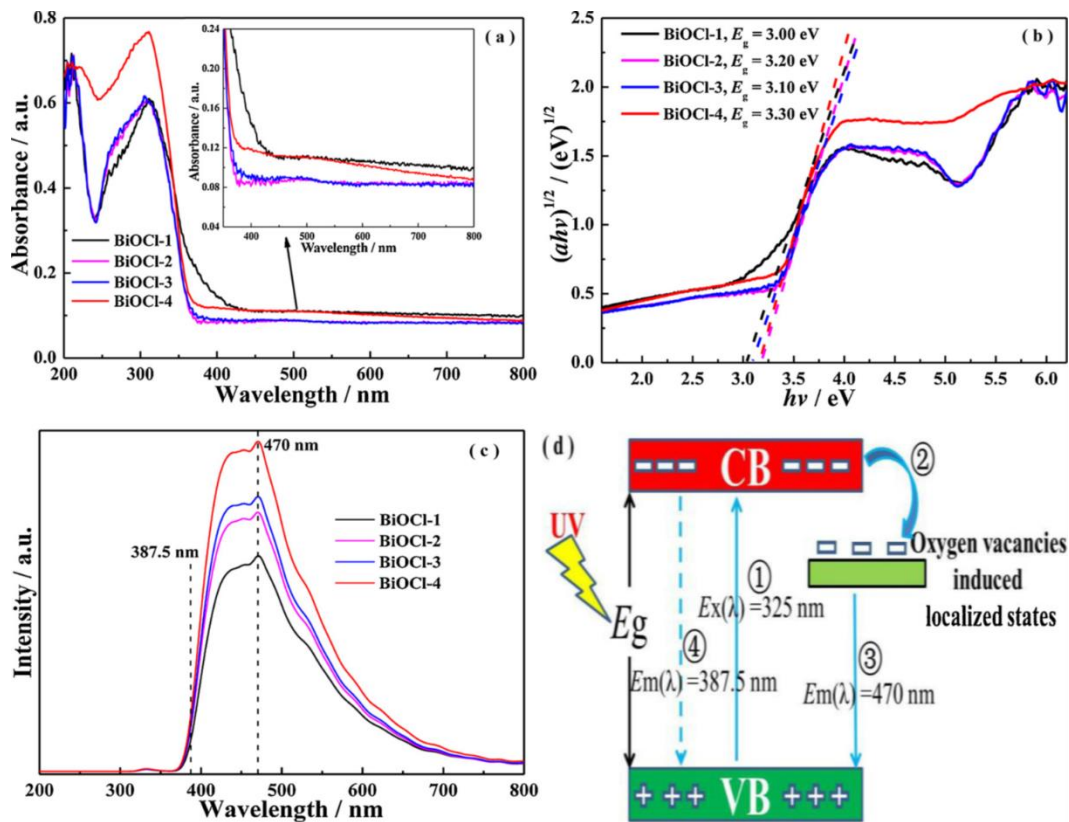 ( a )
0.8
0.6
0.4
0.2
0.0
Absorbance / a.u.
200 300 400 500 600 700 800
Wavelength / nm
BiOCl-1
BiOCl-2
BiOCl-3
BiOCl-4
0.24
0.20
0.16
0.12
0.08
0.04
Absorbance / a.u.
400 500 600 700 800
Wavelength / nm
( b )
BiOCl-1, Eg = 3.00 eV
BiOCl-2, Eg = 3.20 eV
BiOCl-3, Eg = 3.10 eV
BiOCl-4, Eg = 3.30 eV
2.5
2.0
1.5
1.0
0.5
0.0
(ahv)1/2 / (eV)1/2
2.0 2.5 3.0 3.5 4.0 4.5 5.0 5.5 6.0
hv / eV
( c )
470 nm
387.5 nm
BiOCl-1
BiOCl-2
BiOCl-3
BiOCl-4
Intensity / a.u.
200 300 400 500 600 700 800
Wavelength / nm
(d)
CB
②
UV
Oxygen vacancies
induced
localized states
①
Ex(λ) =325 nm
Eg
④
③
Em(λ) =387.5 nm
Em(λ) =470 nm
+ + + VB + + +